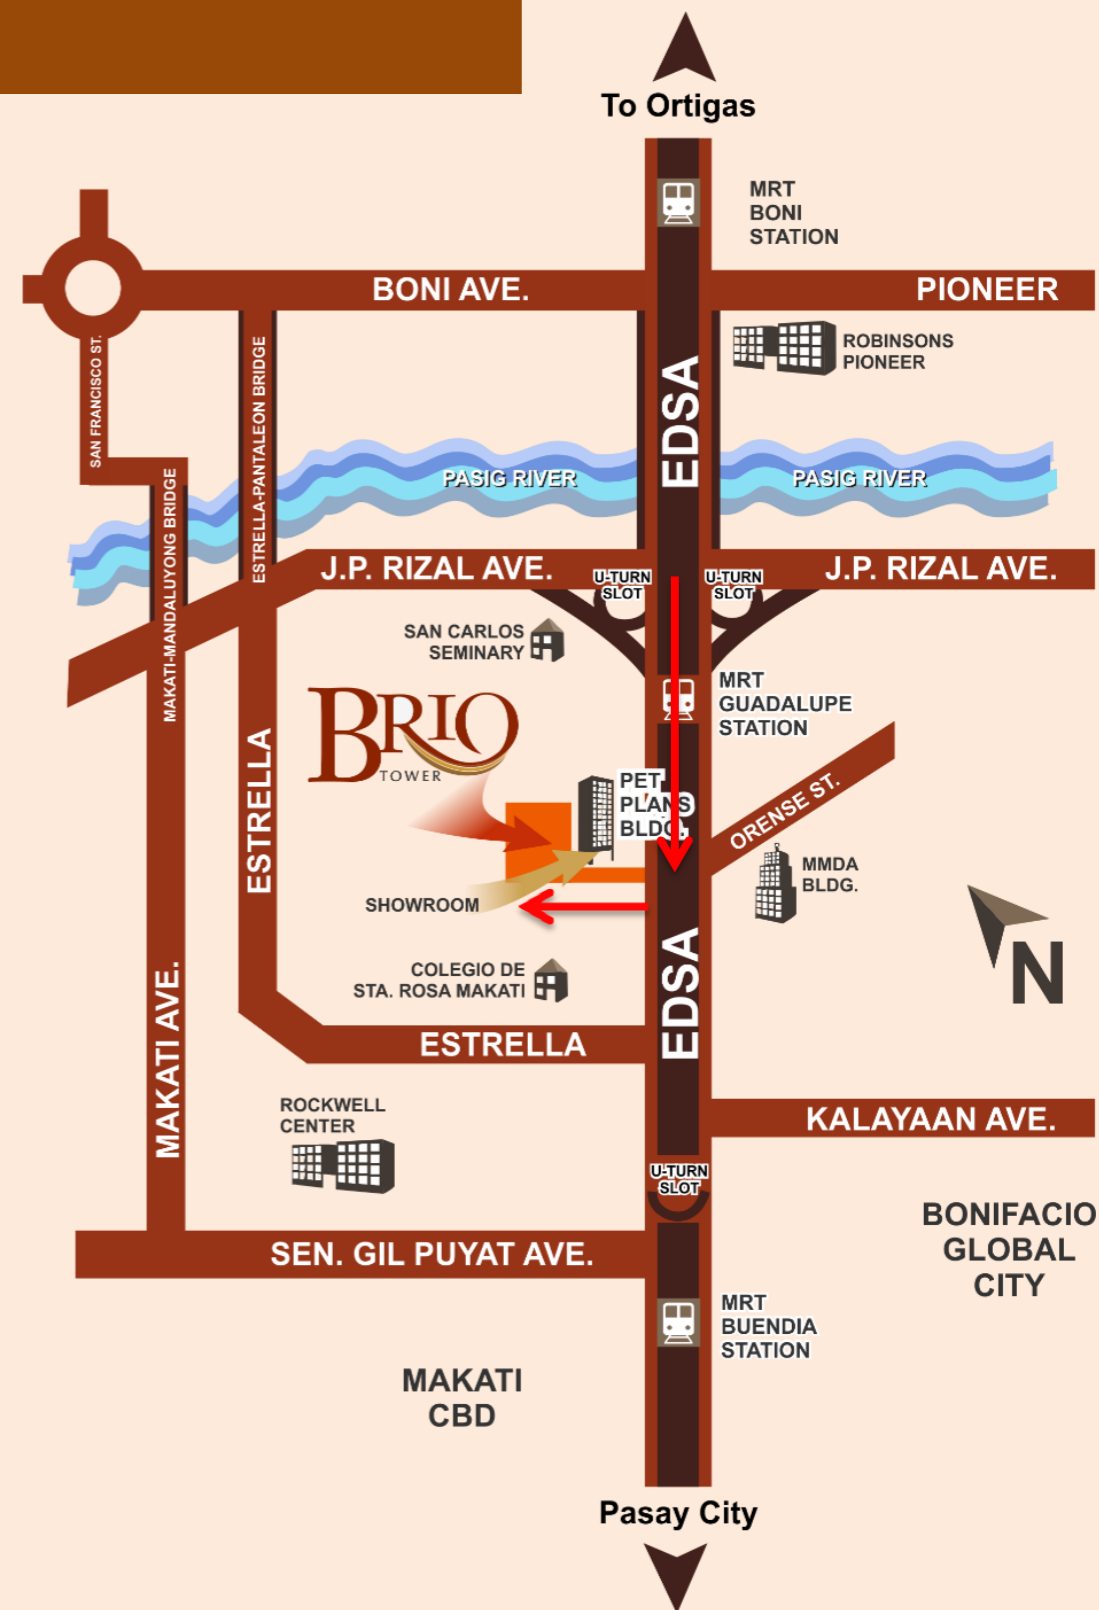 To Ortigas
MRT
BONI
STATION
BONI AVE.
PIONEER
ROBINSONS
PIONEER
SAN FRANCISCO ST.
ESTRELLA-PANTALEON BRIDGE
EDSA
PASIG RIVER
PASIG RIVER
MAKATI-MANDALUYONG BRIDGE
J.P. RIZAL AVE.
U-TURN
SLOT
U-TURN
SLOT
J.P. RIZAL AVE.
SAN CARLOS
SEMINARY
MRT
GUADALUPE
STATION
BRIO
TOWER
ESTRELLA
PET
PLANS
BLDG.
ORENSE ST.
MMDA
BLDG.
SHOWROOM
EDSA
N
COLEGIO DE
STA. ROSA MAKATI
MAKATI AVE.
ESTRELLA
ROCKWELL
CENTER
KALAYAAN AVE.
U-TURN
SLOT
BONIFACIO
GLOBAL
CITY
SEN. GIL PUYAT AVE.
MRT
BUENDIA
STATION
MAKATI
CBD
Pasay City